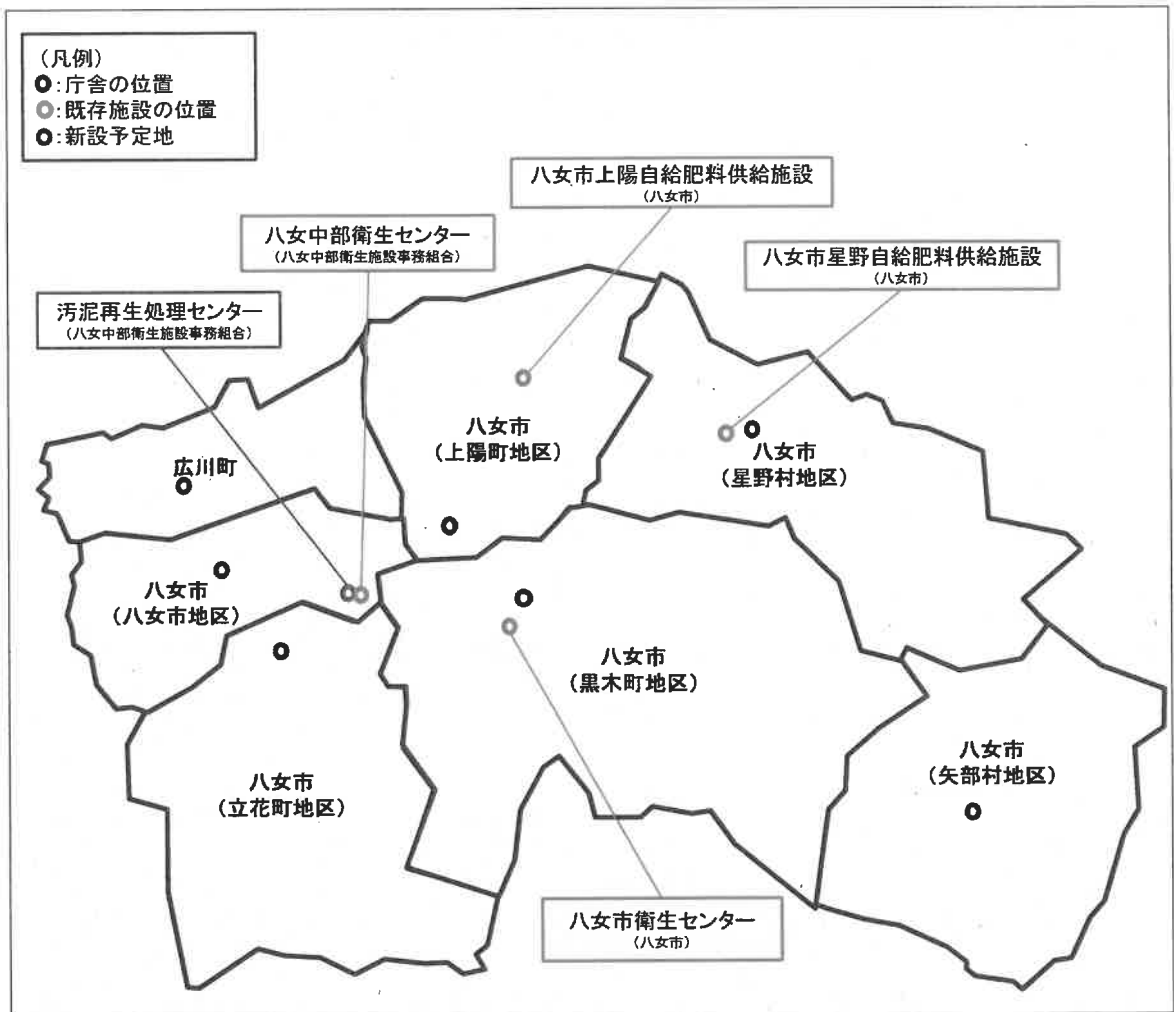 (凡例)
○:庁舎の位置
○:既存施設の位置
○:新設予定地
八女市上陽自給肥料供給施設
(八女市)
八女中部衛生センター
(八女中部衛生施設事務組合)
八女市星野自給肥料供給施設
(八女市)
汚泥再生処理センター
(八女中部衛生施設事務組合)
八女市
(上陽町地区)
八女市
(星野村地区)
広川町
八女市
(八女市地区)
八女市
(黒木町地区)
八女市
(矢部村地区)
八女市
(立花町地区)
八女市衛生センター
(八女市)